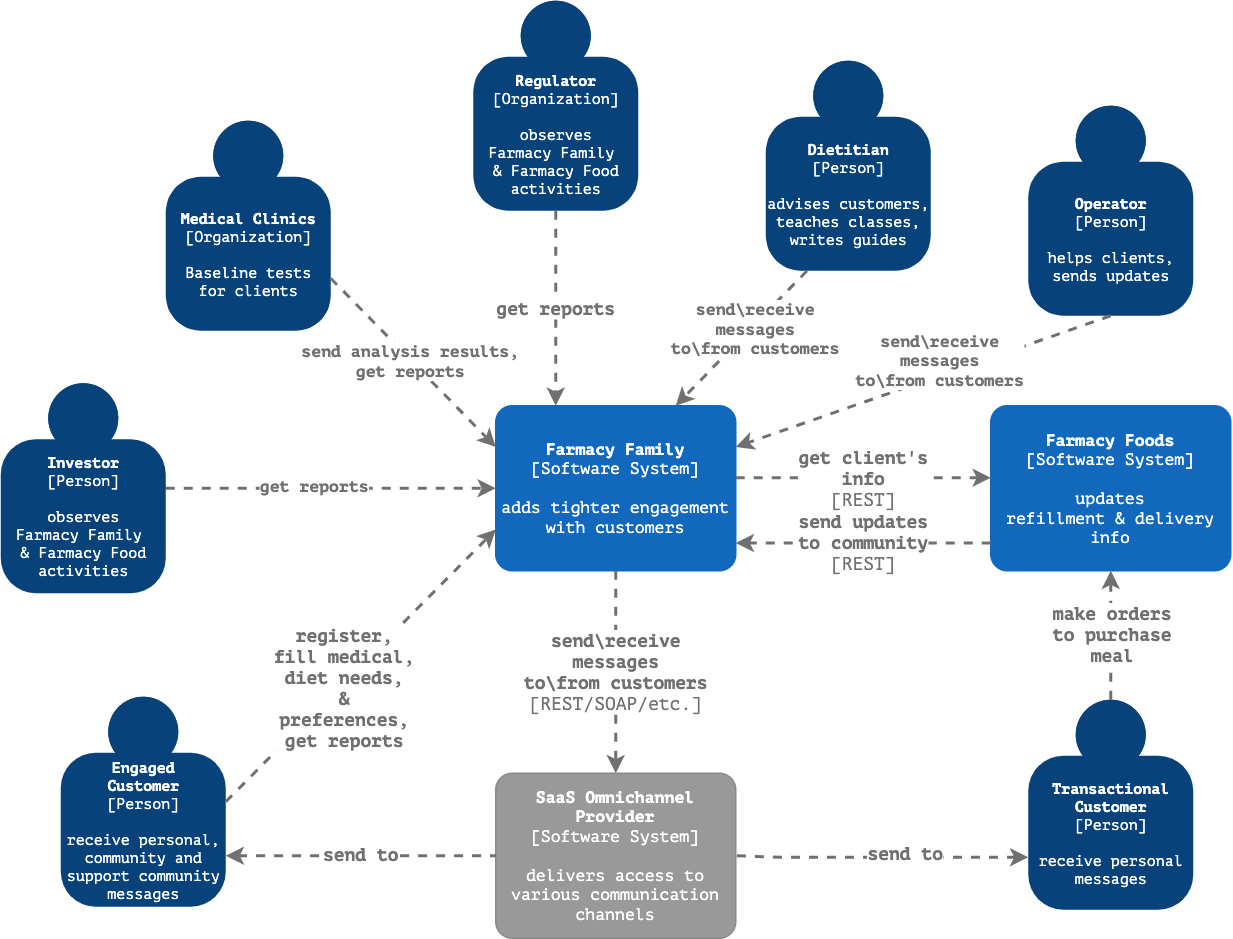 Regulator
[Organization]
observes
Farmacy Family
& Farmacy Food
activities
Dietitian
[Person]
advises customers,
teaches classes,
writes guides
Operator
[Person]
helps clients,
sends updates
Medical Clinics
[Organization]
Baseline tests
for clients
get reports
send\receive
messages
to\from customers
send\receive
messages
to\from customers
send analysis results,
get reports
Investor
[Person]
observes
Farmacy Family
& Farmacy Food
activities
get reports
Farmacy Family
[Software System]
adds tighter engagement
with customers
get client's
info
[REST]
send updates
to community
[REST]
Farmacy Foods
[Software System]
updates
refillment & delivery
info
register,
fill medical,
diet needs,
&
preferences,
get reports
send\receive
messages
to\from customers
[REST/SOAP/etc.]
make orders
to purchase
meal
Engaged
Customer
[Person]
receive personal,
community and
support community
messages
send to
SaaS Omnichannel
Provider
[Software System]
delivers access to
various communication
channels
send to
Transactional
Customer
[Person]
receive personal
messages